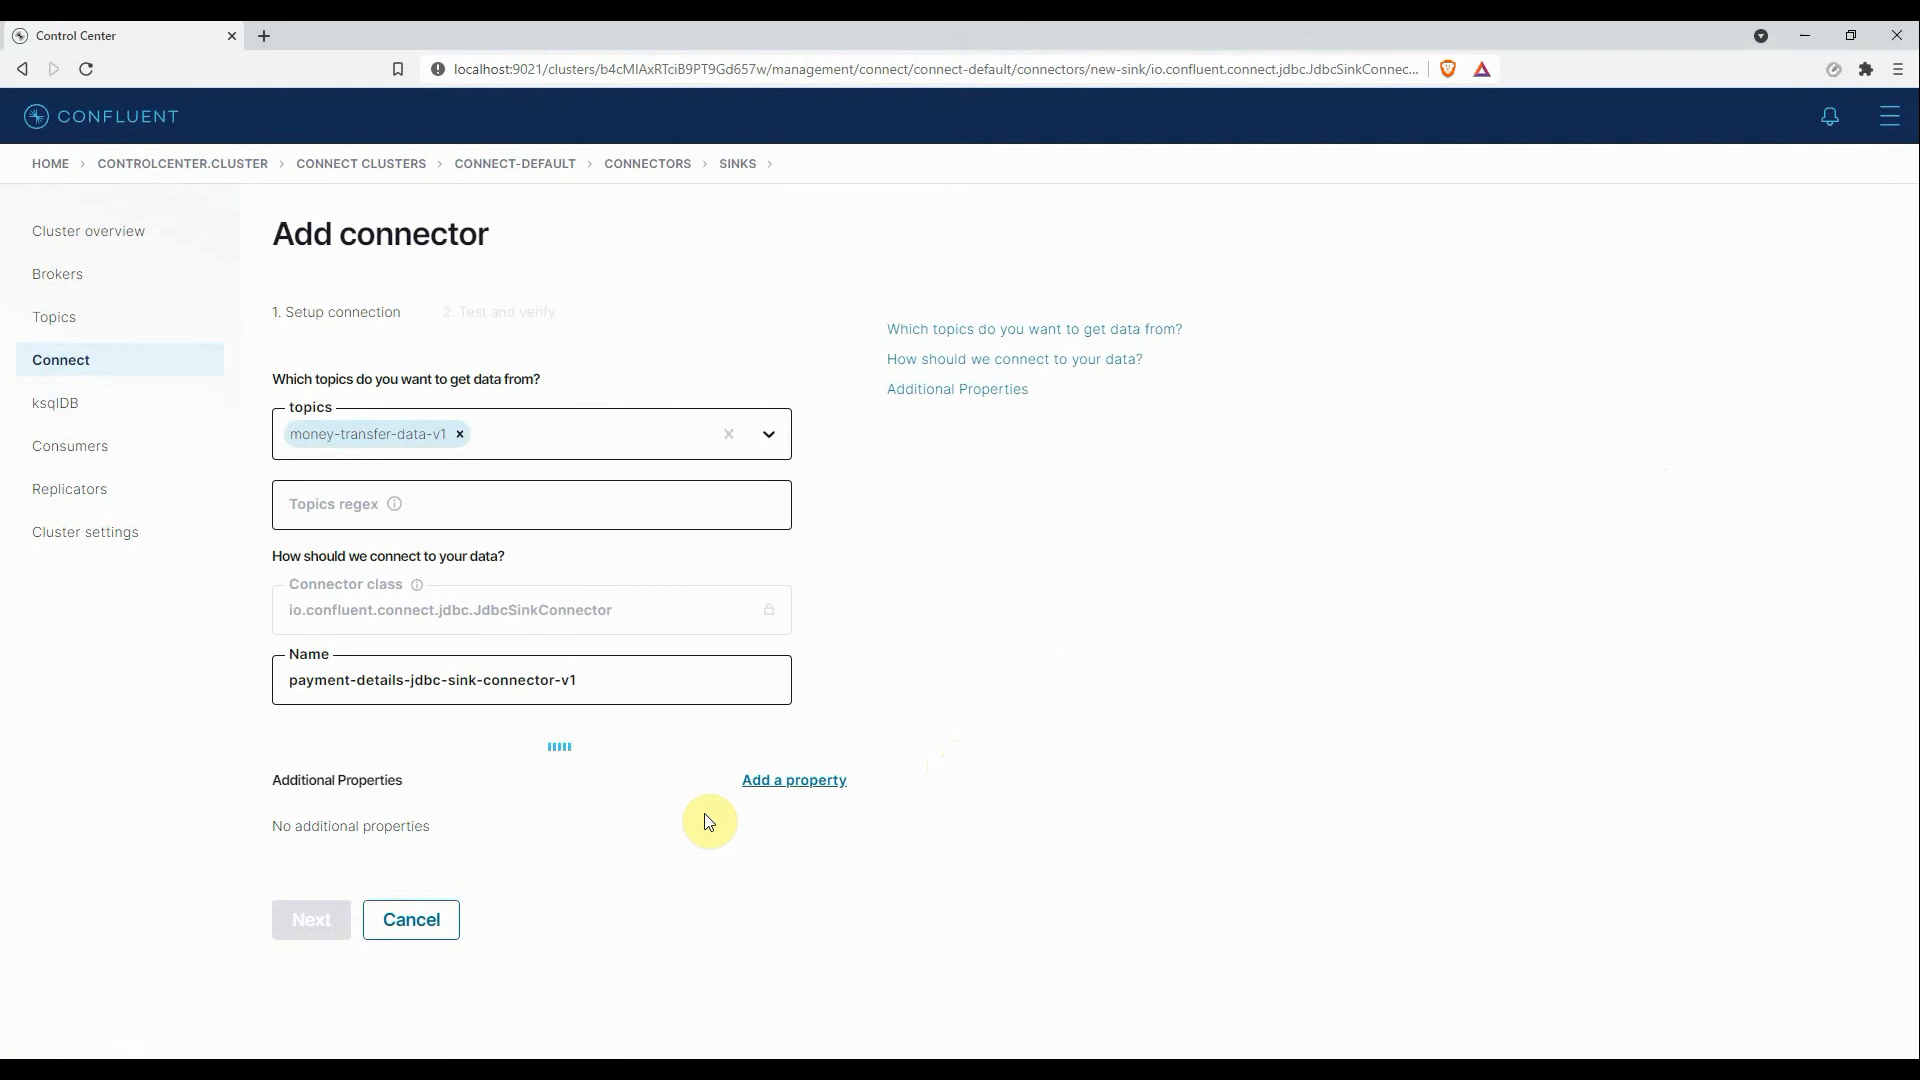 Control Center
localhost:9021/clusters/b4cMIAxRTciB9PT9Gd657w/management/connect/connect-default/connectors/new-sink/io.confluent.connect.jdbc.JdbcSinkConnec...
CONFLUENT
HOME > CONTROLCENTER.CLUSTER > CONNECT CLUSTERS > CONNECT-DEFAULT > CONNECTORS > SINKS >
Cluster overview
Brokers
Topics
Connect
ksqlDB
Consumers
Replicators
Cluster settings
Add connector
1. Setup connection 2. Test and verify
Which topics do you want to get data from?
topics
money-transfer-data-v1
Topics regex
How should we connect to your data?
Connector class
io.confluent.connect.jdbc.JdbcSinkConnector
Name
payment-details-jdbc-sink-connector-v1
Additional Properties Add a property
No additional properties
Next Cancel
Which topics do you want to get data from?
How should we connect to your data?
Additional Properties